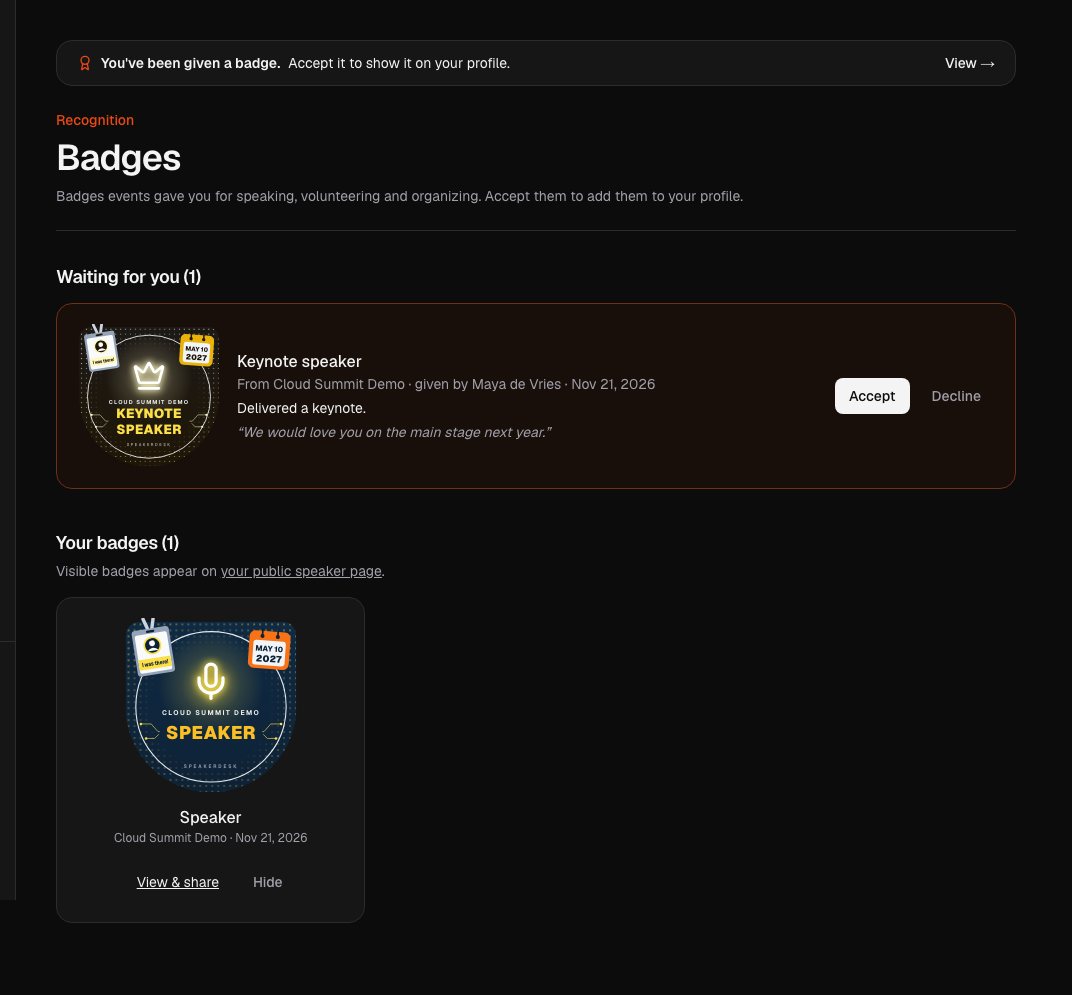 You've been given a badge. Accept it to show it on your profile.
View →
Recognition
Badges
Badges events gave you for speaking, volunteering and organizing. Accept them to add them to your profile.
Waiting for you (1)
I was there!
MAY 10
2027
CLOUD SUMMIT DEMO
KEYNOTE
SPEAKER
SPEAKERDESK
Keynote speaker
From Cloud Summit Demo · given by Maya de Vries · Nov 21, 2026
Delivered a keynote.
“We would love you on the main stage next year.”
Accept
Decline
Your badges (1)
Visible badges appear on your public speaker page.
I was there!
MAY 10
2027
CLOUD SUMMIT DEMO
SPEAKER
SPEAKERDESK
Speaker
Cloud Summit Demo · Nov 21, 2026
View & share
Hide